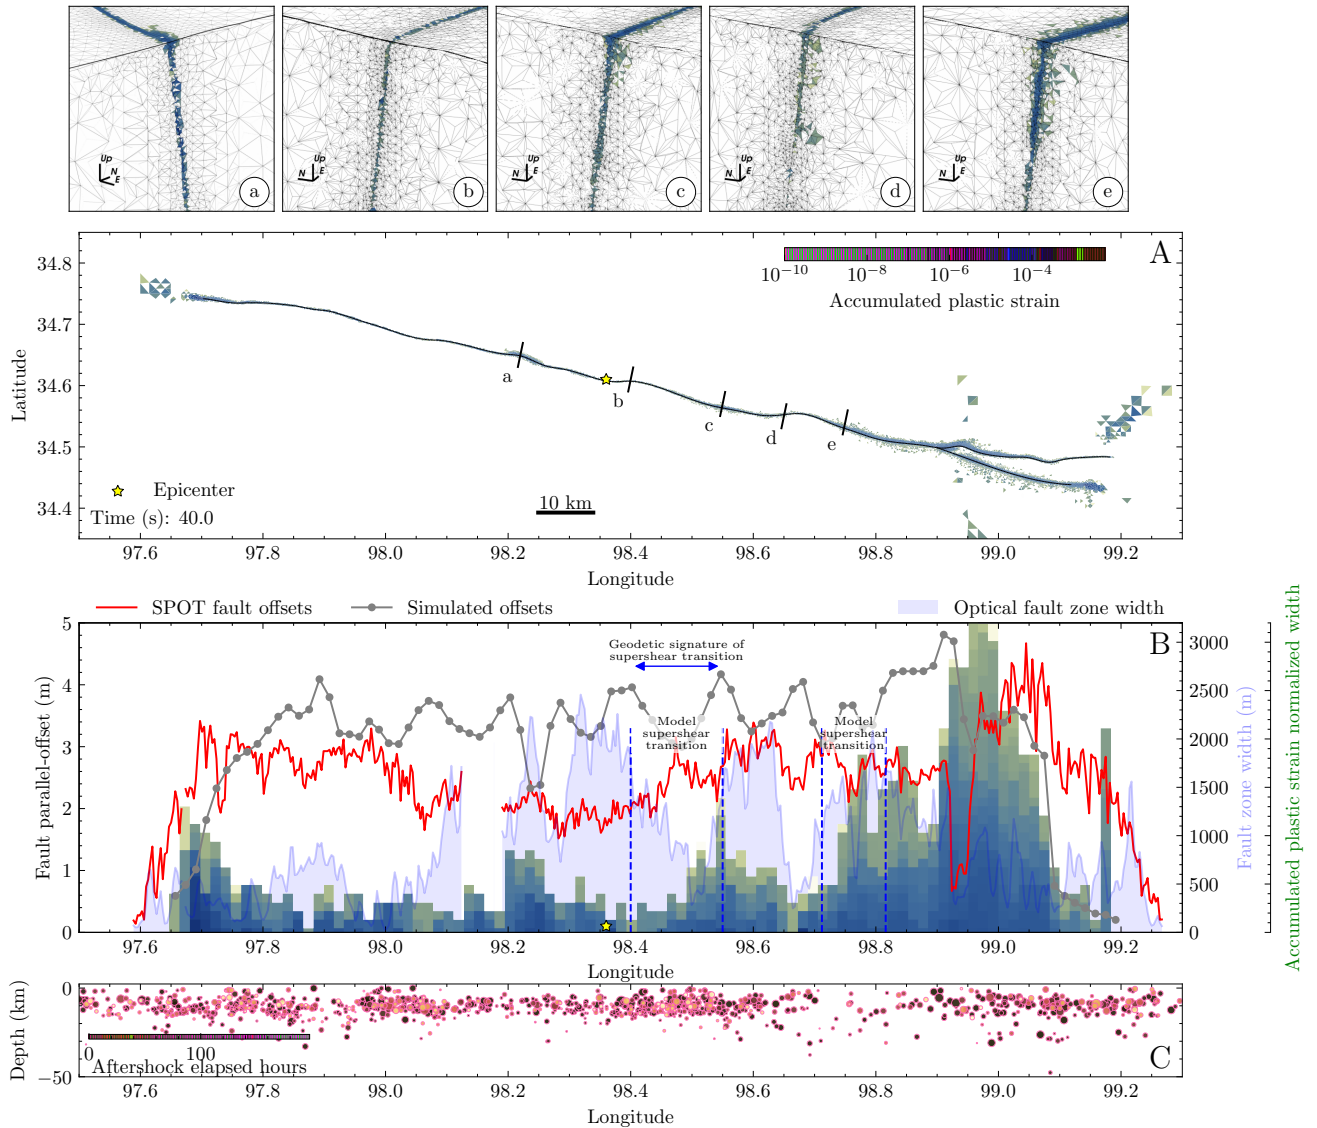 Up
N
E
a
Up
N
E
b
Up
N
E
c
Up
N
E
d
Up
N
E
e
A
10⁻¹⁰ 10⁻⁸ 10⁻⁶ 10⁻⁴
Accumulated plastic strain
34.8
34.7
34.6
34.5
34.4
Latitude
a
b
c
d
e
Epicenter
Time (s): 40.0
10 km
97.6 97.8 98.0 98.2 98.4 98.6 98.8 99.0 99.2
Longitude
SPOT fault offsets
Simulated offsets
Optical fault zone width
B
Geodetic signature of
supershear transition
Model
supershear
transition
Model
supershear
transition
5
4
3
2
1
0
Fault parallel-offset (m)
3000
2500
2000
1500
1000
500
0
Fault zone width (m)
Accumulated plastic strain normalized width
97.6 97.8 98.0 98.2 98.4 98.6 98.8 99.0 99.2
Longitude
0
−50
Depth (km)
0 100
Aftershock elapsed hours
C
97.6 97.8 98.0 98.2 98.4 98.6 98.8 99.0 99.2
Longitude